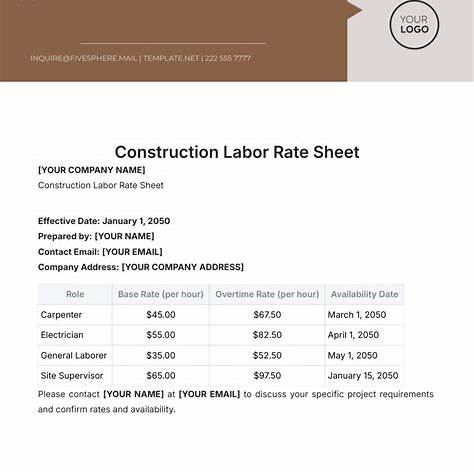 YOUR
LOGO
INQUIRE@FIVESPHERE.MAIL | TEMPLATE.NET | 222 555 7777
Construction Labor Rate Sheet
[YOUR COMPANY NAME]
Construction Labor Rate Sheet
Effective Date: January 1, 2050
Prepared by: [YOUR NAME]
Contact Email: [YOUR EMAIL]
Company Address: [YOUR COMPANY ADDRESS]
Role Base Rate (per hour) Overtime Rate (per hour) Availability Date
Carpenter $45.00 $67.50 March 1, 2050
Electrician $55.00 $82.50 April 1, 2050
General Laborer $35.00 $52.50 May 1, 2050
Site Supervisor $65.00 $97.50 January 15, 2050
Please contact [YOUR NAME] at [YOUR EMAIL] to discuss your specific project requirements
and confirm rates and availability.